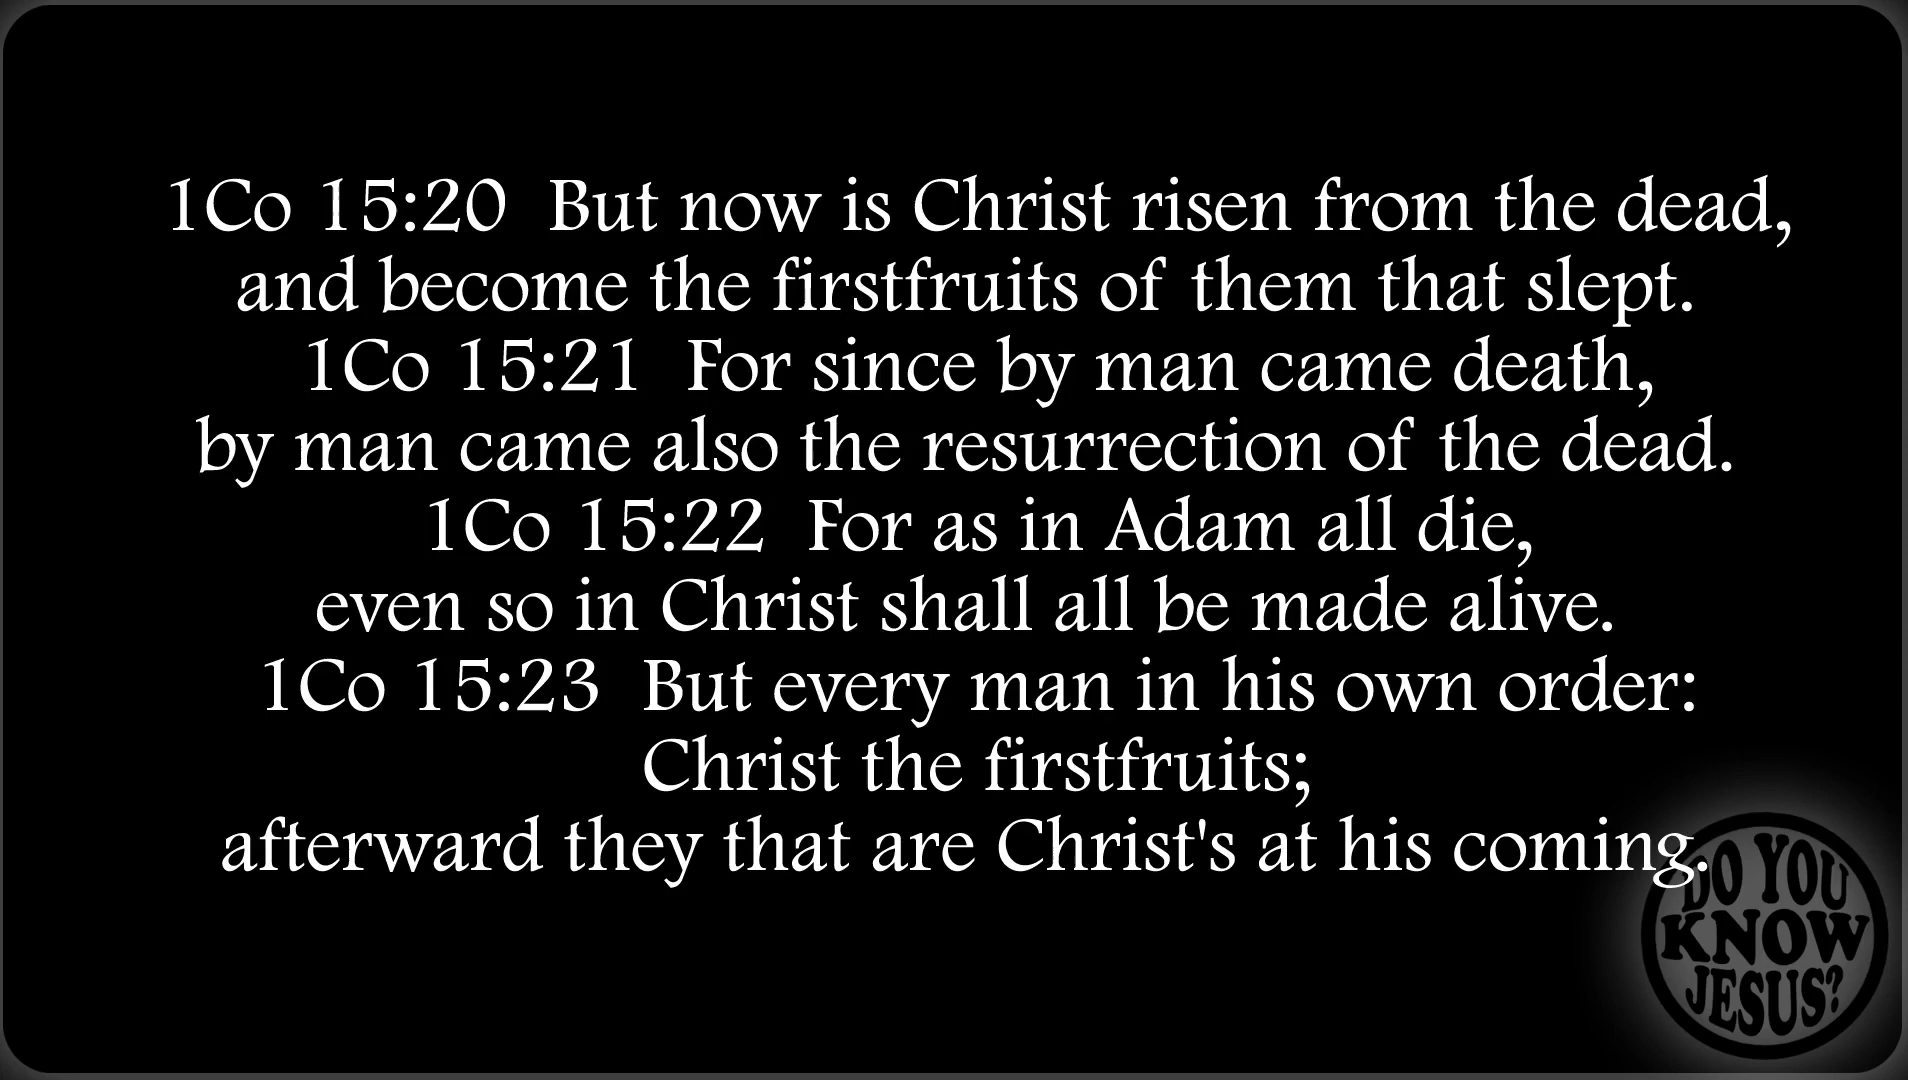 1Co 15:20  But now is Christ risen from the dead,
and become the firstfruits of them that slept.
1Co 15:21  For since by man came death,
by man came also the resurrection of the dead.
1Co 15:22  For as in Adam all die,
even so in Christ shall all be made alive.
1Co 15:23  But every man in his own order:
Christ the firstfruits;
afterward they that are Christ's at his coming.
DO YOU
KNOW
JESUS?